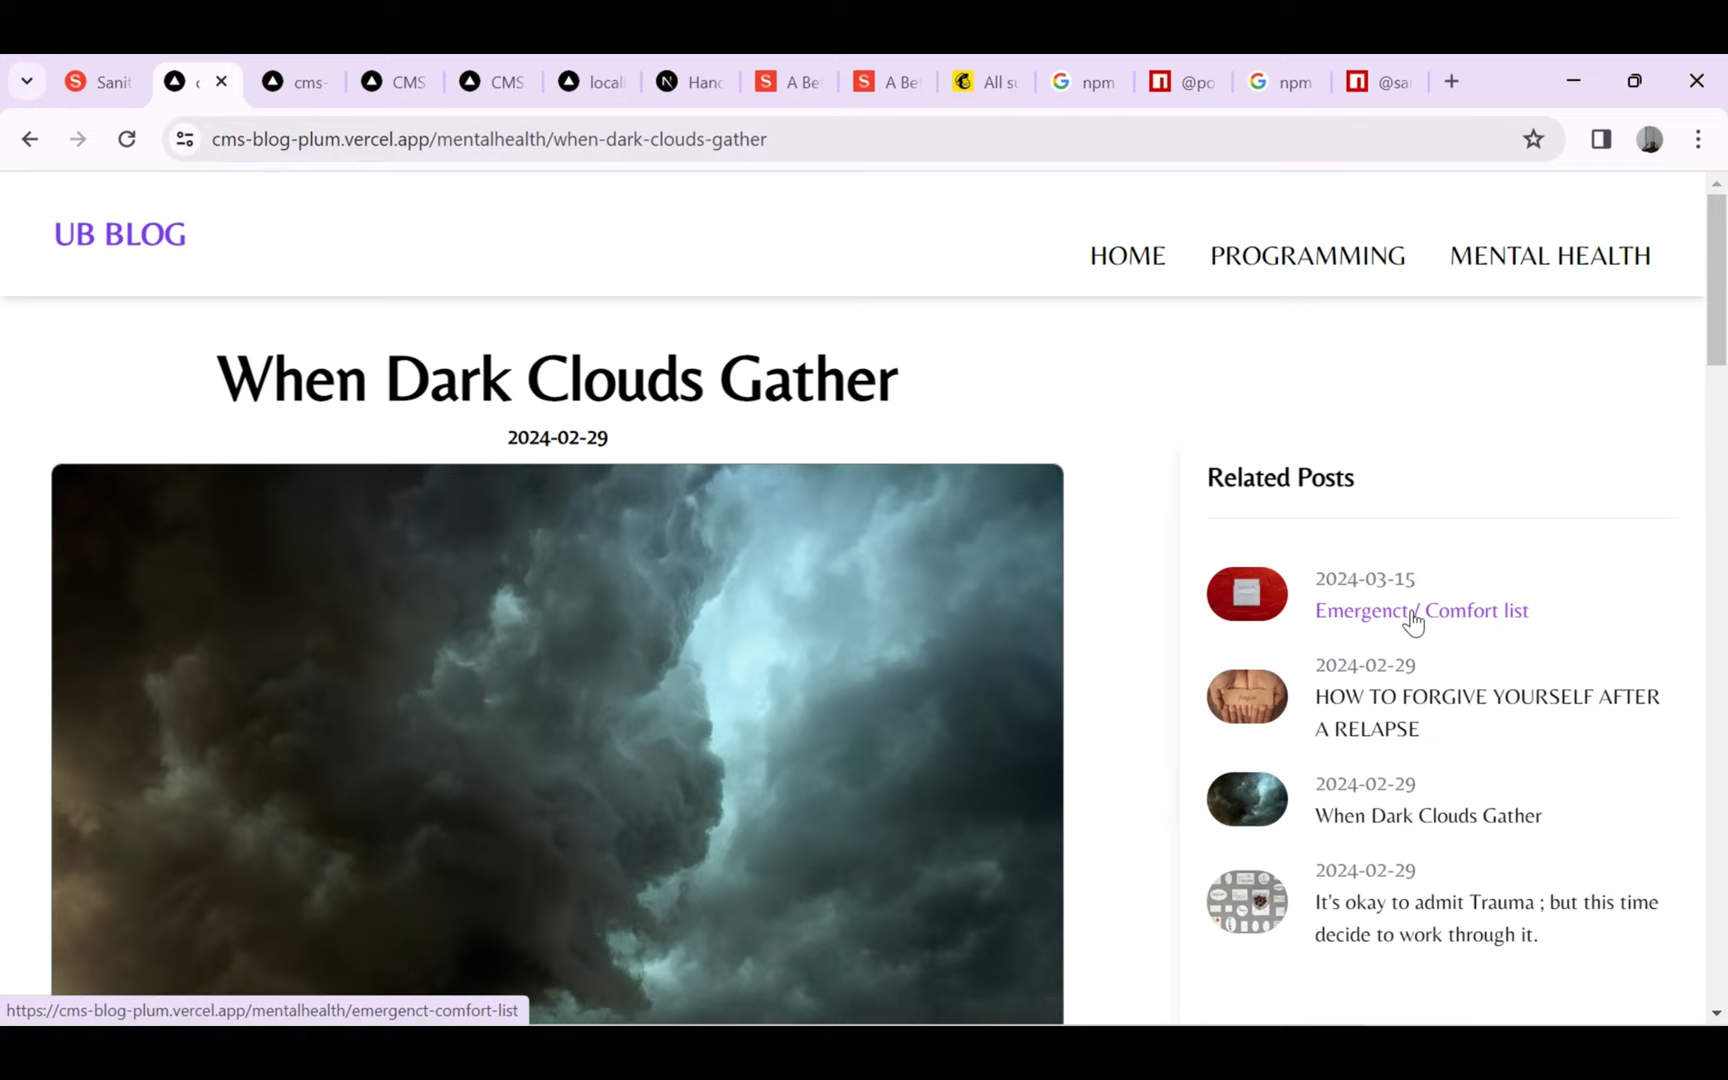 Sanit
c
cms-
CMS
CMS
local
Hand
A Be
A Be
All su
npm
@po
npm
@sa
cms-blog-plum.vercel.app/mentalhealth/when-dark-clouds-gather
UB BLOG
HOME
PROGRAMMING
MENTAL HEALTH
When Dark Clouds Gather
2024-02-29
Related Posts
2024-03-15
Emergenct/ Comfort list
2024-02-29
HOW TO FORGIVE YOURSELF AFTER
A RELAPSE
2024-02-29
When Dark Clouds Gather
2024-02-29
It's okay to admit Trauma ; but this time
decide to work through it.
https://cms-blog-plum.vercel.app/mentalhealth/emergenct-comfort-list